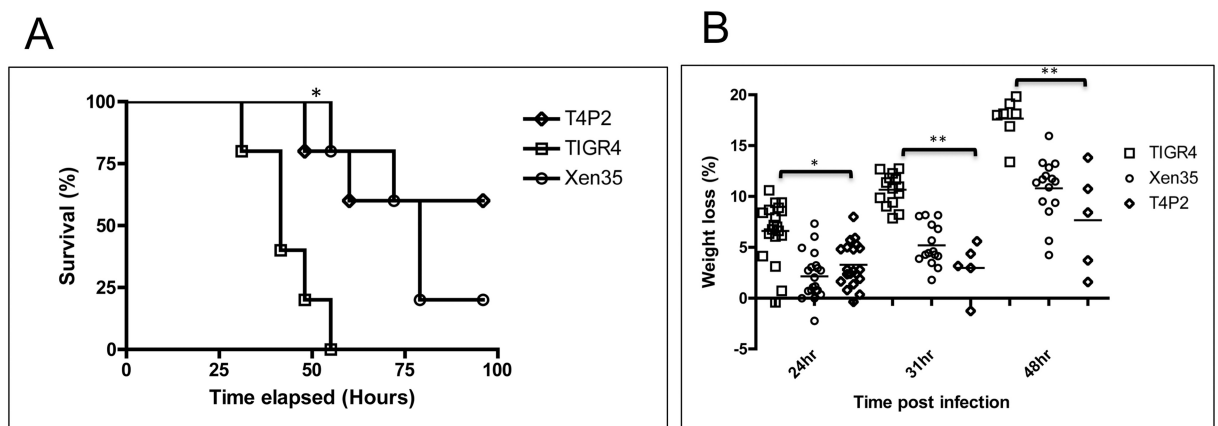 A
*
100
75
50
25
0
0
25
50
75
100
Survival (%)
Time elapsed (Hours)
T4P2
TIGR4
Xen35
B
**
**
*
20
15
10
5
0
-5
Weight loss (%)
24hr
31hr
48hr
Time post infection
TIGR4
Xen35
T4P2